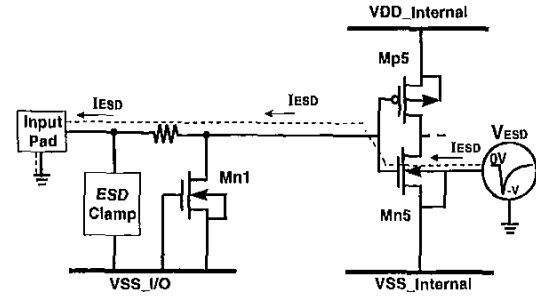 VDD_Internal
Mp5
IESD
IESD
Input
Pad
IESD
VESD
0V
-V
Mn1
ESD
Clamp
Mn5
VSS_I/O
VSS_Internal